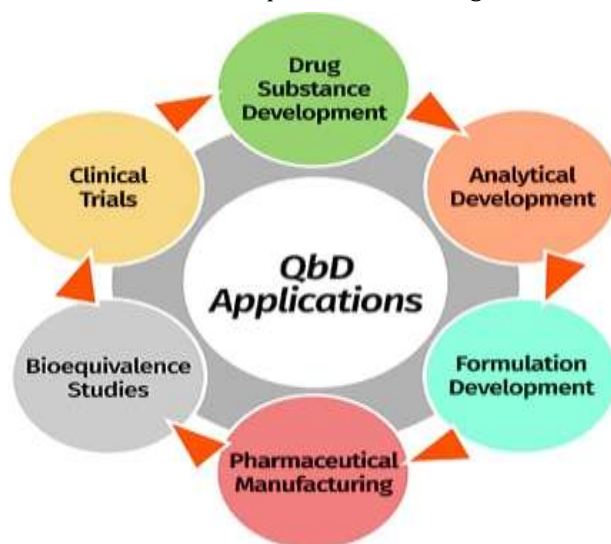 Drug
Substance
Development
Analytical
Development
Formulation
Development
Pharmaceutical
Manufacturing
Bioequivalence
Studies
Clinical
Trials
QbD
Applications